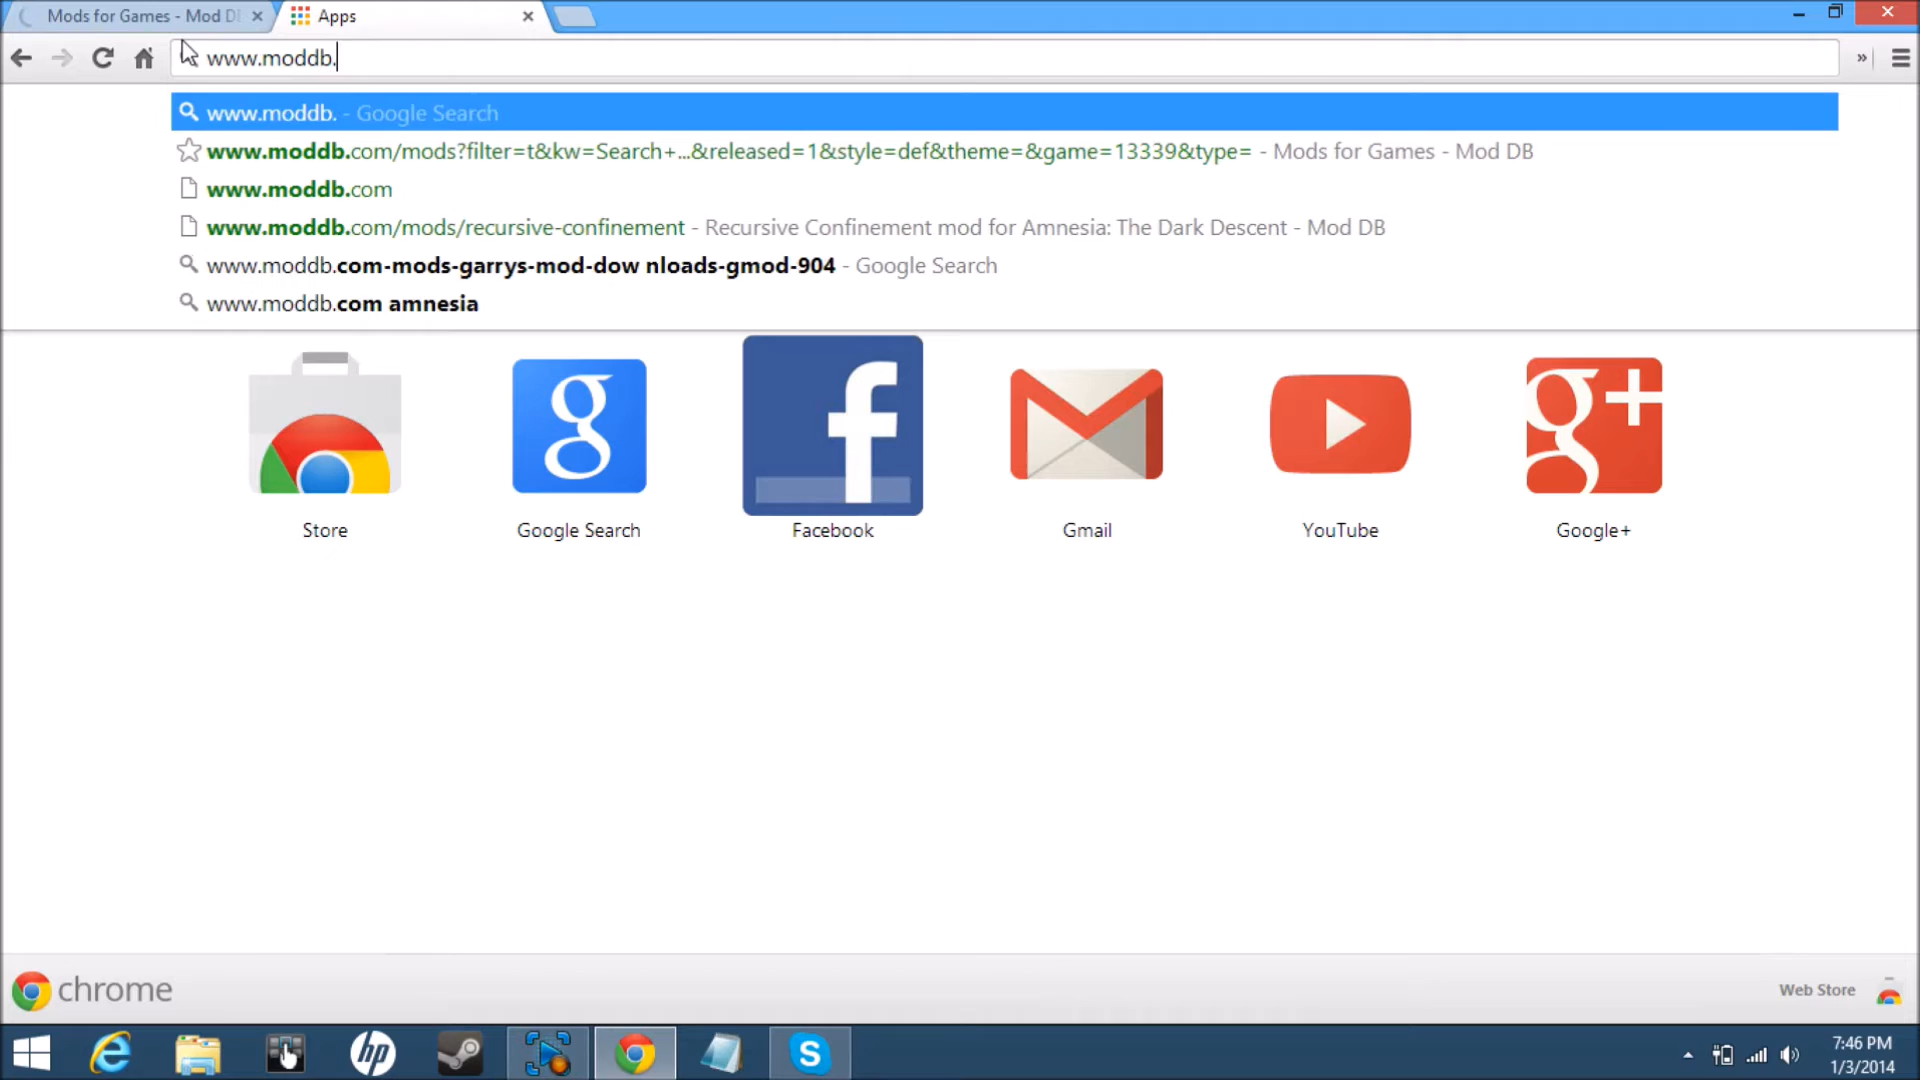 Mods for Games - Mod DB
Apps
www.moddb.
www.moddb. - Google Search
www.moddb.com/mods?filter=t&kw=Search+...&released=1&style=def&theme=&game=13339&type= - Mods for Games - Mod DB
www.moddb.com
www.moddb.com/mods/recursive-confinement - Recursive Confinement mod for Amnesia: The Dark Descent - Mod DB
www.moddb.com-mods-garrys-mod-dow nloads-gmod-904 - Google Search
www.moddb.com amnesia
Store
Google Search
Facebook
Gmail
YouTube
Google+
chrome
Web Store
7:46 PM
1/3/2014